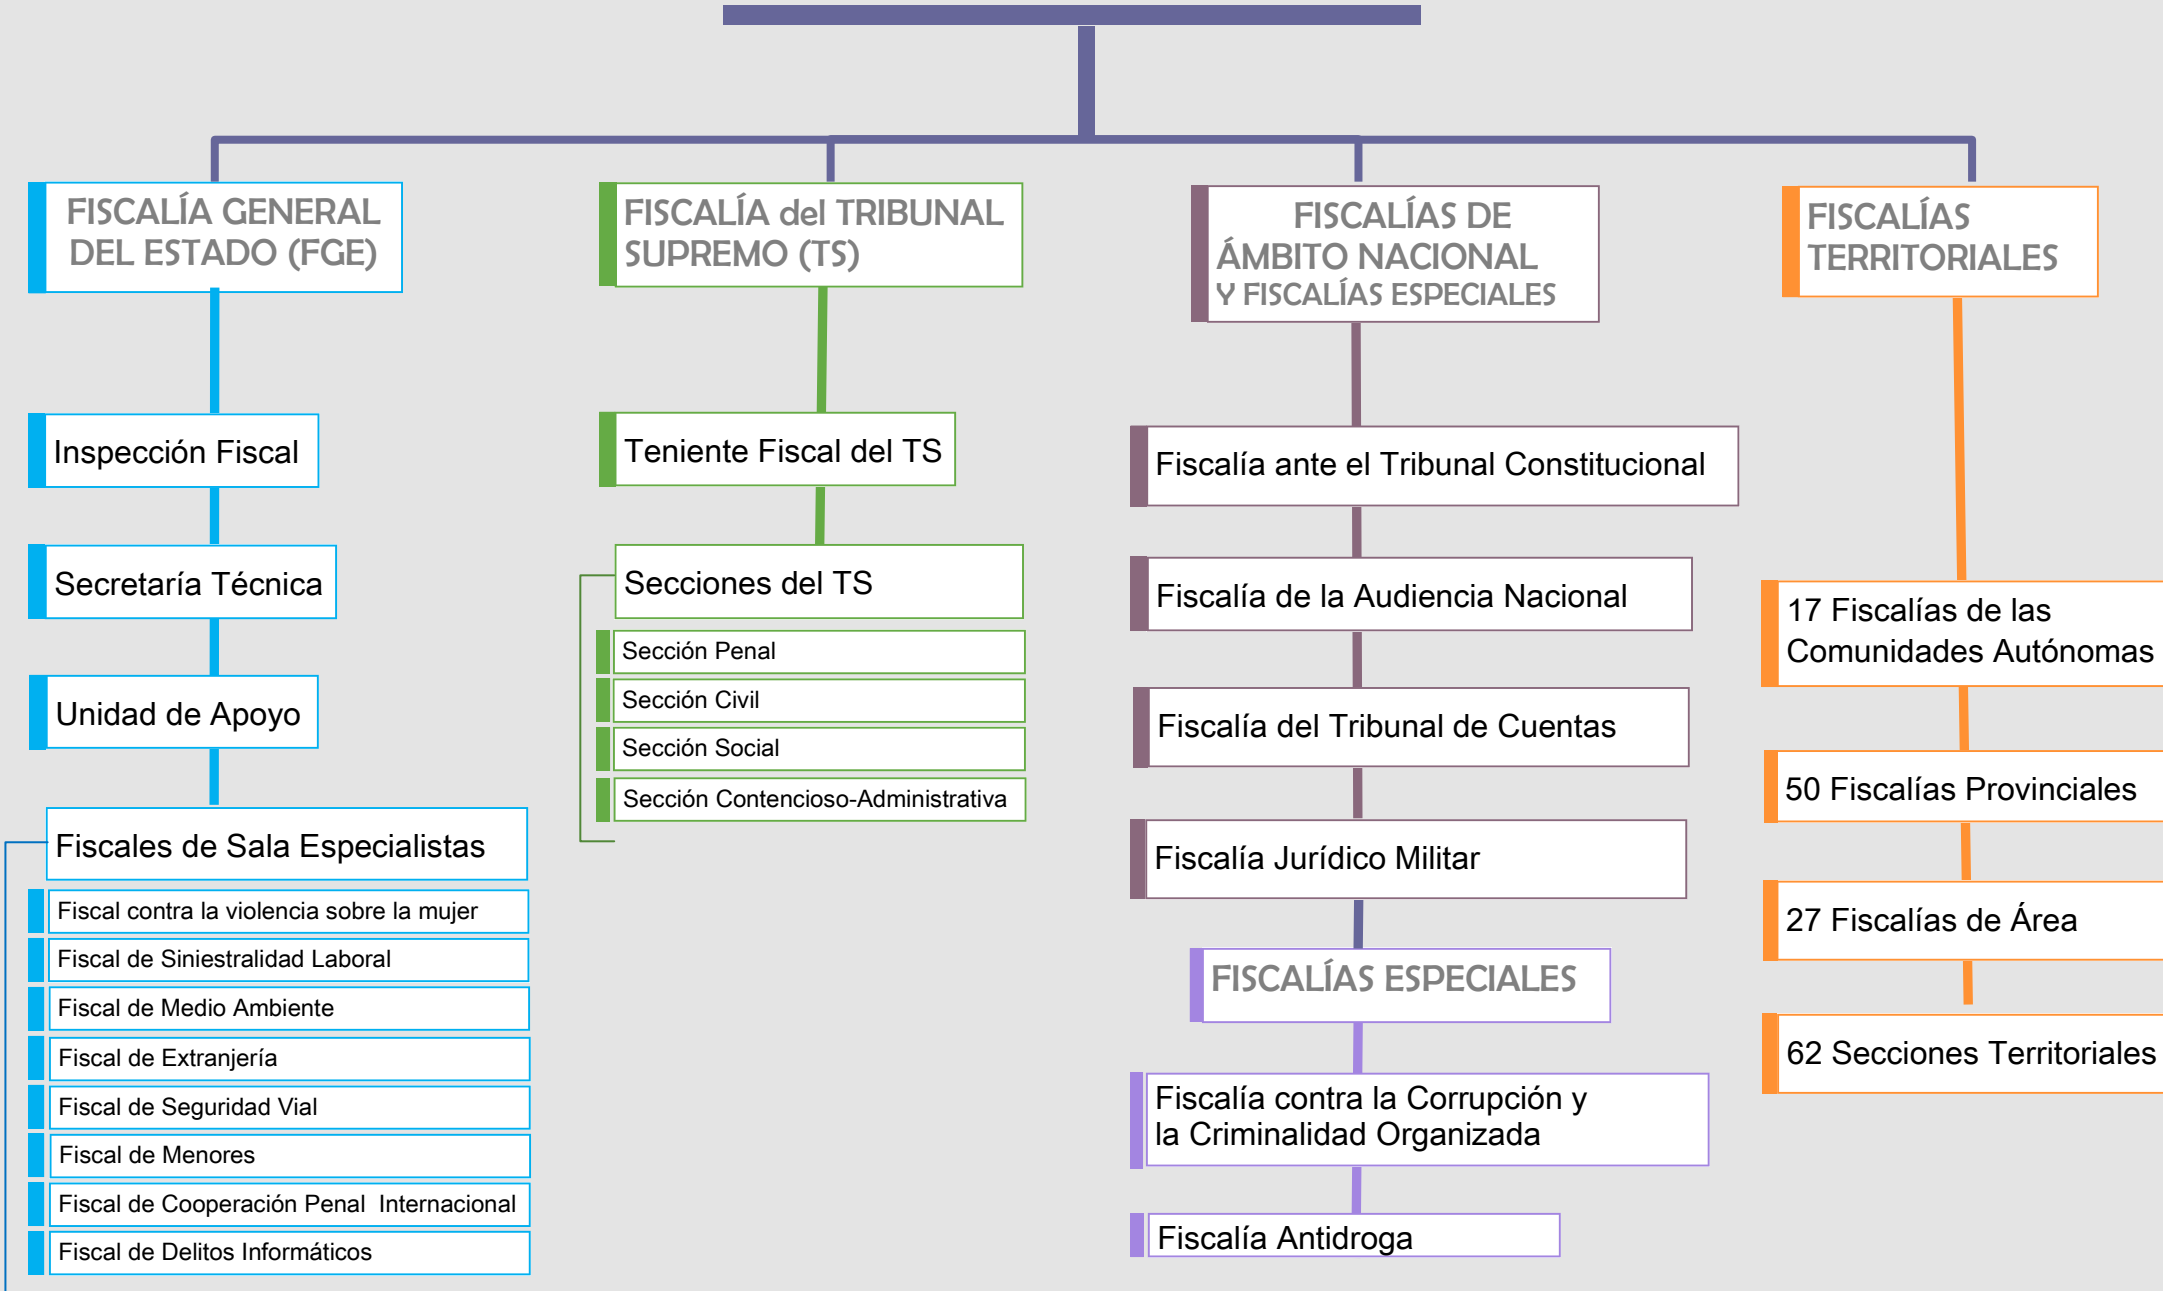 FISCALÍA GENERAL
DEL ESTADO (FGE)
Inspección Fiscal
Secretaría Técnica
Unidad de Apoyo
Fiscales de Sala Especialistas
Fiscal contra la violencia sobre la mujer
Fiscal de Siniestralidad Laboral
Fiscal de Medio Ambiente
Fiscal de Extranjería
Fiscal de Seguridad Vial
Fiscal de Menores
Fiscal de Cooperación Penal Internacional
Fiscal de Delitos Informáticos
FISCALÍA del TRIBUNAL
SUPREMO (TS)
Teniente Fiscal del TS
Secciones del TS
Sección Penal
Sección Civil
Sección Social
Sección Contencioso-Administrativa
FISCALÍAS DE
ÁMBITO NACIONAL
Y FISCALÍAS ESPECIALES
Fiscalía ante el Tribunal Constitucional
Fiscalía de la Audiencia Nacional
Fiscalía del Tribunal de Cuentas
Fiscalía Jurídico Militar
FISCALÍAS ESPECIALES
Fiscalía contra la Corrupción y
la Criminalidad Organizada
Fiscalía Antidroga
FISCALÍAS
TERRITORIALES
17 Fiscalías de las
Comunidades Autónomas
50 Fiscalías Provinciales
27 Fiscalías de Área
62 Secciones Territoriales